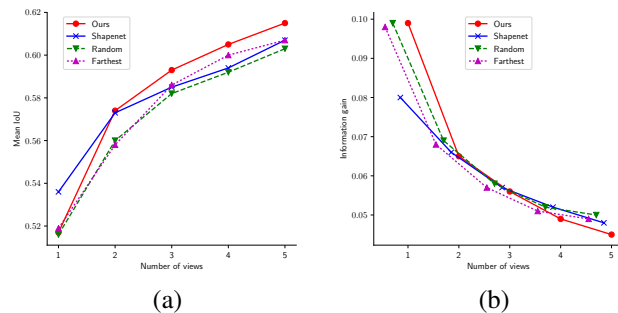 Ours
Shapenet
Random
Farthest
0.62
0.60
0.58
0.56
0.54
0.52
Mean IoU
1 2 3 4 5
Number of views
(a)
Ours
Shapenet
Random
Farthest
0.10
0.09
0.08
0.07
0.06
0.05
Information gain
1 2 3 4 5
Number of views
(b)